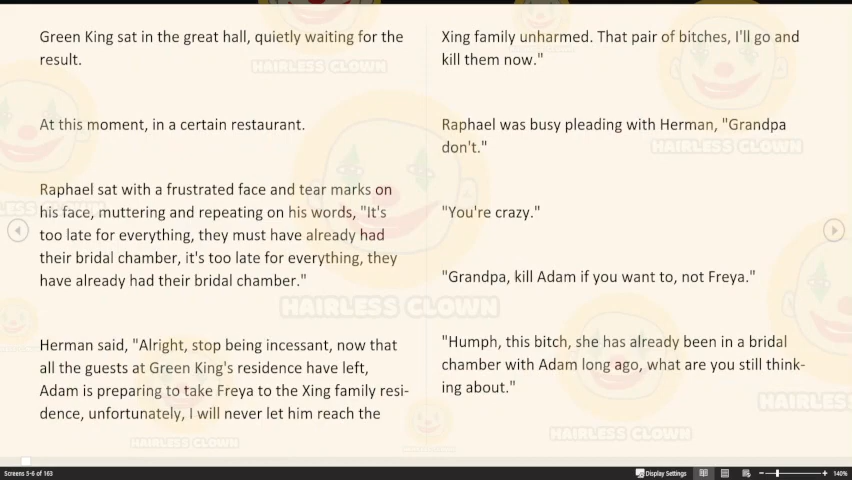 Green King sat in the great hall, quietly waiting for the
result.
At this moment, in a certain restaurant.
Raphael sat with a frustrated face and tear marks on
his face, muttering and repeating on his words, "It's
too late for everything, they must have already had
their bridal chamber, it's too late for everything, they
have already had their bridal chamber."
Herman said, "Alright, stop being incessant, now that
all the guests at Green King's residence have left,
Adam is preparing to take Freya to the Xing family resi-
dence, unfortunately, I will never let him reach the
Xing family unharmed. That pair of bitches, I'll go and
kill them now."
Raphael was busy pleading with Herman, "Grandpa
don't."
"You're crazy."
"Grandpa, kill Adam if you want to, not Freya."
"Humph, this bitch, she has already been in a bridal
chamber with Adam long ago, what are you still think-
ing about."
HAIRLESS CLOWN
HAIRLESS CLOWN
HAIRLESS CLOWN
HAIRLESS CLOWN
HAIRLESS CLOWN
Screens 5-6 of 163
Display Settings
140%